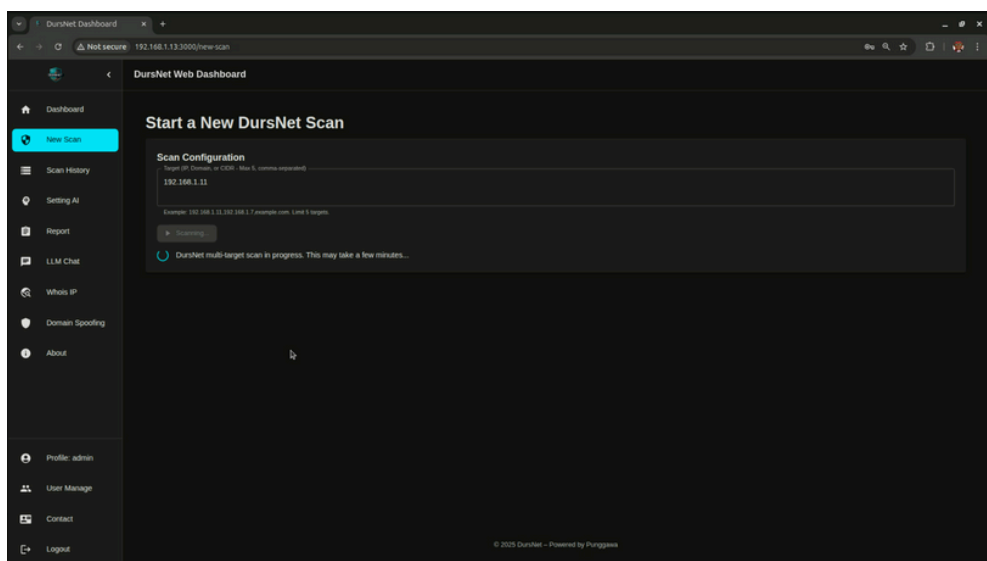 DursNet Dashboard
Not secure 192.168.1.13:3000/new-scan
DursNet Web Dashboard
Dashboard
New Scan
Scan History
Setting AI
Report
LLM Chat
Whois IP
Domain Spoofing
About
Profile: admin
User Manage
Contact
Logout
Start a New DursNet Scan
Scan Configuration
Target (IP, Domain, or CIDR - Max 5, comma-separated)
192.168.1.11
Example: 192.168.1.11,192.168.1.7,example.com. Limit 5 targets.
Scanning...
DursNet multi-target scan in progress. This may take a few minutes...
© 2025 DursNet – Powered by Punggawa